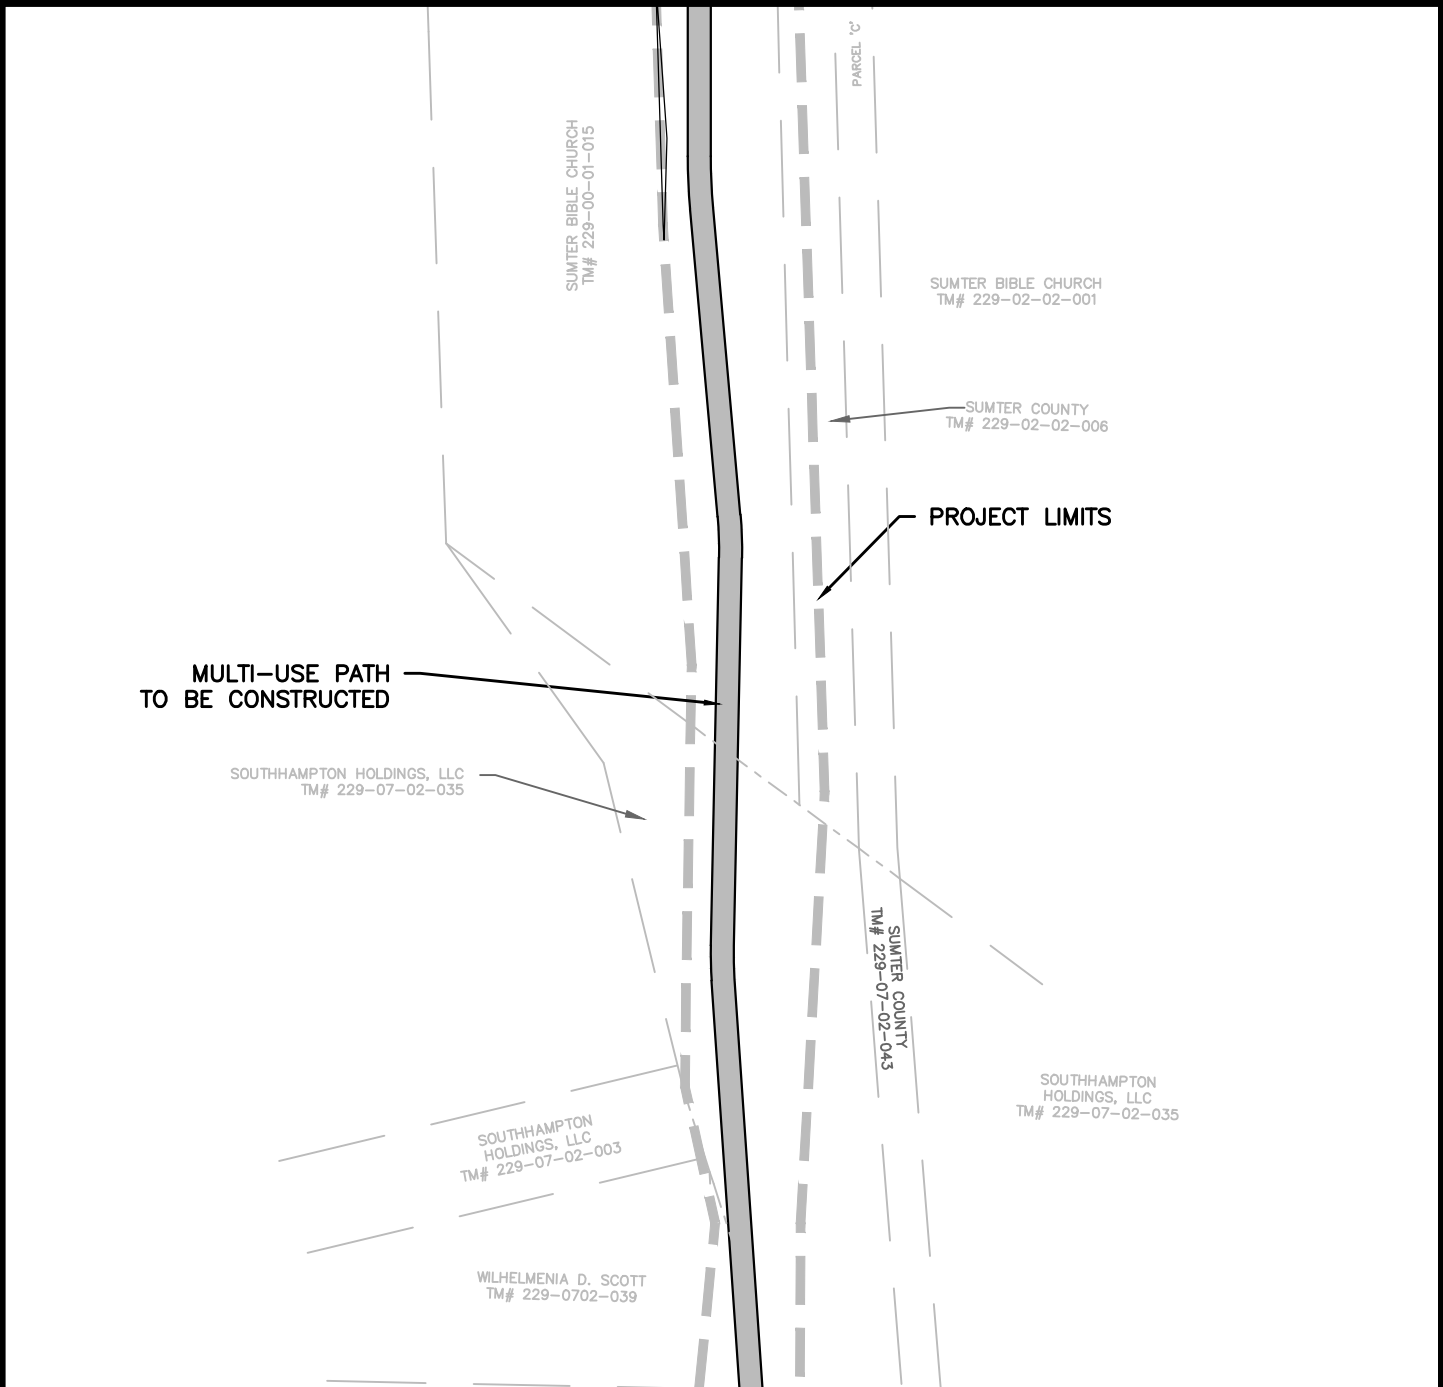 PARCEL 'C'
SUMTER BIBLE CHURCH
TM# 229-00-01-015
SUMTER BIBLE CHURCH
TM# 229-02-02-001
SUMTER COUNTY
TM# 229-02-02-006
PROJECT LIMITS
MULTI-USE PATH
TO BE CONSTRUCTED
SOUTHHAMPTON HOLDINGS, LLC
TM# 229-07-02-035
SUMTER COUNTY
TM# 229-07-02-043
SOUTHHAMPTON
HOLDINGS, LLC
TM# 229-07-02-035
SOUTHHAMPTON
HOLDINGS, LLC
TM# 229-07-02-003
WILHELMENIA D. SCOTT
TM# 229-0702-039